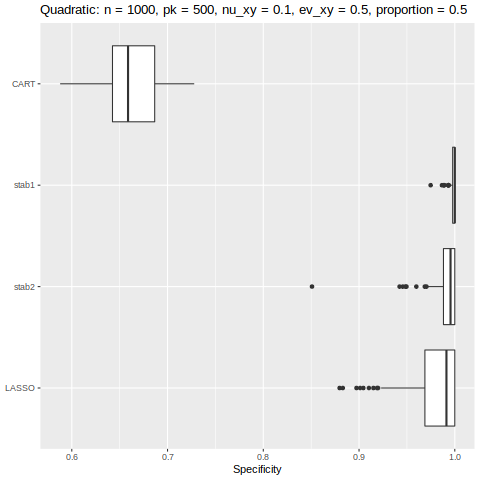 Quadratic: n = 1000, pk = 500, nu_xy = 0.1, ev_xy = 0.5, proportion = 0.5
CART
stab1
stab2
LASSO
0.6 0.7 0.8 0.9 1.0
Specificity